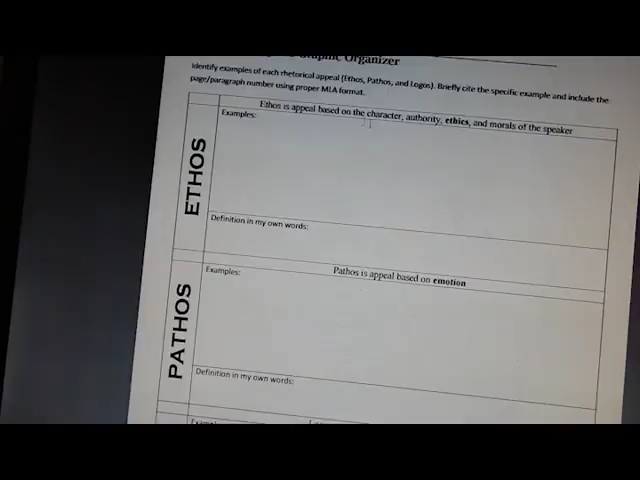 Graphic Organizer
Identify examples of each rhetorical appeal (Ethos, Pathos, and Logos). Briefly cite the specific example and include the
page/paragraph number using proper MLA format.
Ethos is appeal based on the character, authority, ethics, and morals of the speaker
ETHOS
Examples:
Definition in my own words:
Pathos is appeal based on emotion
PATHOS
Examples:
Definition in my own words: